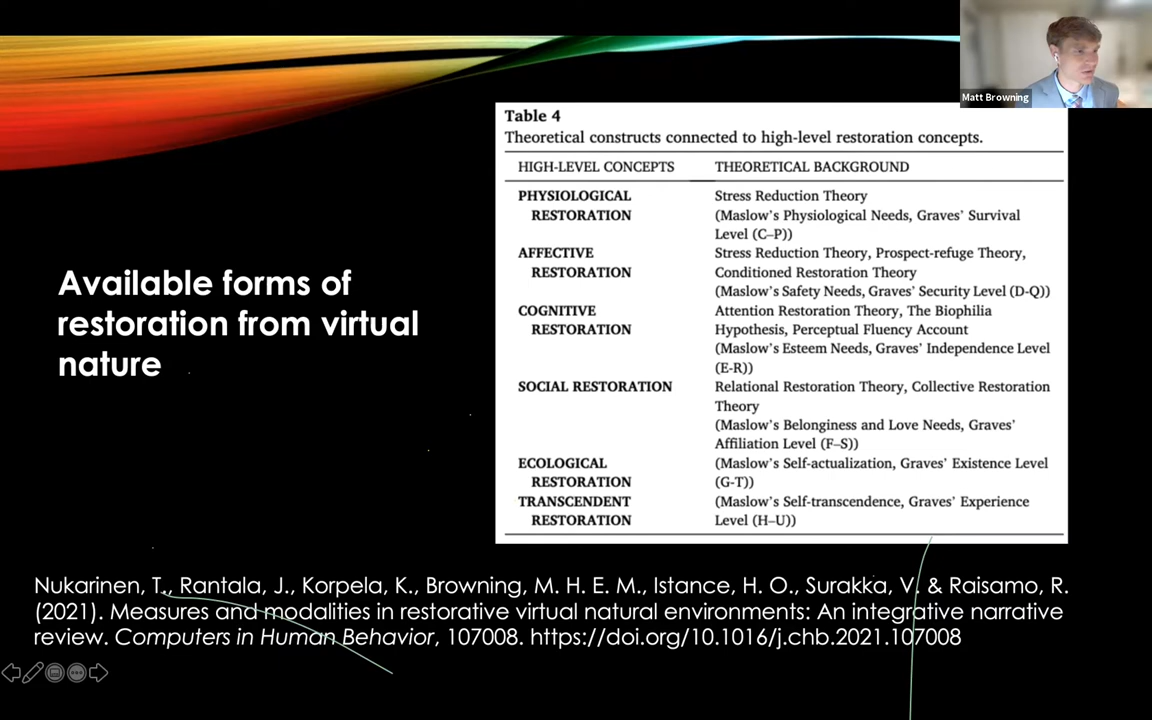 Matt Browning
Table 4
Theoretical constructs connected to high-level restoration concepts.
HIGH-LEVEL CONCEPTS THEORETICAL BACKGROUND
PHYSIOLOGICAL Stress Reduction Theory
RESTORATION (Maslow's Physiological Needs, Graves' Survival
Level (C–P))
AFFECTIVE Stress Reduction Theory, Prospect-refuge Theory,
RESTORATION Conditioned Restoration Theory
(Maslow's Safety Needs, Graves' Security Level (D-Q))
COGNITIVE Attention Restoration Theory, The Biophilia
RESTORATION Hypothesis, Perceptual Fluency Account
(Maslow's Esteem Needs, Graves' Independence Level
(E-R))
SOCIAL RESTORATION Relational Restoration Theory, Collective Restoration
Theory
(Maslow's Belonginess and Love Needs, Graves'
Affiliation Level (F–S))
ECOLOGICAL (Maslow's Self-actualization, Graves' Existence Level
RESTORATION (G-T))
TRANSCENDENT (Maslow's Self-transcendence, Graves' Experience
RESTORATION Level (H–U))
Available forms of
restoration from virtual
nature
Nukarinen, T., Rantala, J., Korpela, K., Browning, M. H. E. M., Istance, H. O., Surakka, V. & Raisamo, R.
(2021). Measures and modalities in restorative virtual natural environments: An integrative narrative
review. Computers in Human Behavior, 107008. https://doi.org/10.1016/j.chb.2021.107008